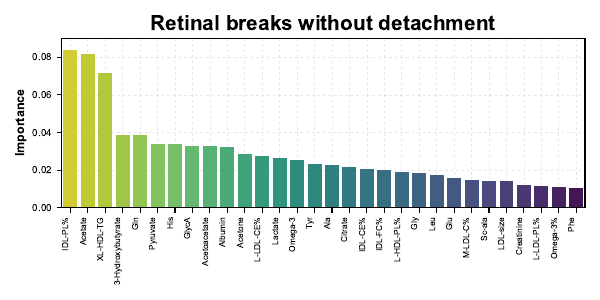 Retinal breaks without detachment
Importance
0.08
0.06
0.04
0.02
0.00
IDL-PL%
Acetate
XL-HDL-TG
3-Hydroxybutyrate
Gln
Pyruvate
His
GlycA
Acetoacetate
Albumin
Acetone
L-LDL-CE%
Lactate
Omega-3
Tyr
Ala
Citrate
IDL-CE%
IDL-FC%
L-HDL-PL%
Gly
Leu
Glu
M-LDL-C%
Sc-ala
LDL-size
Creatinine
L-LDL-PL%
Omega-3%
Phe